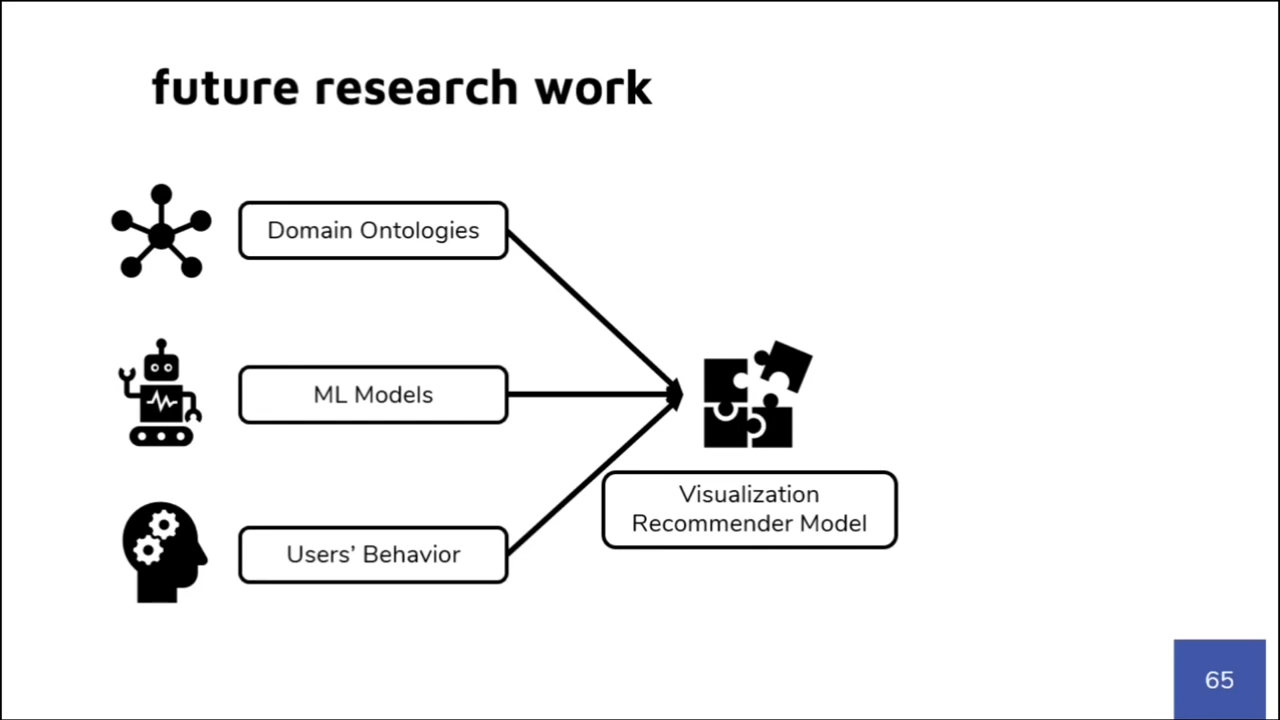 future research work
Domain Ontologies
ML Models
Users’ Behavior
Visualization
Recommender Model
65